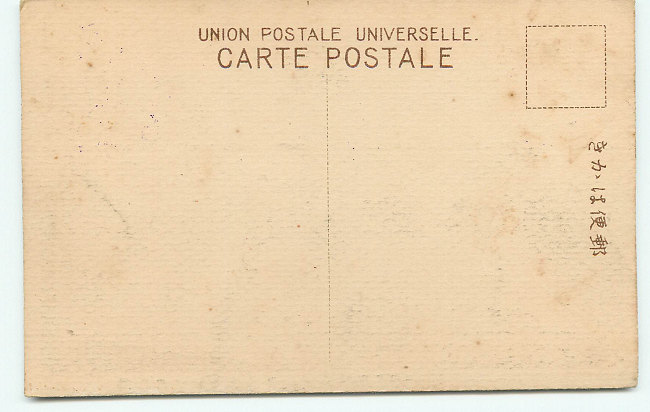 UNION POSTALE UNIVERSELLE.
CARTE POSTALE
郵便はかき